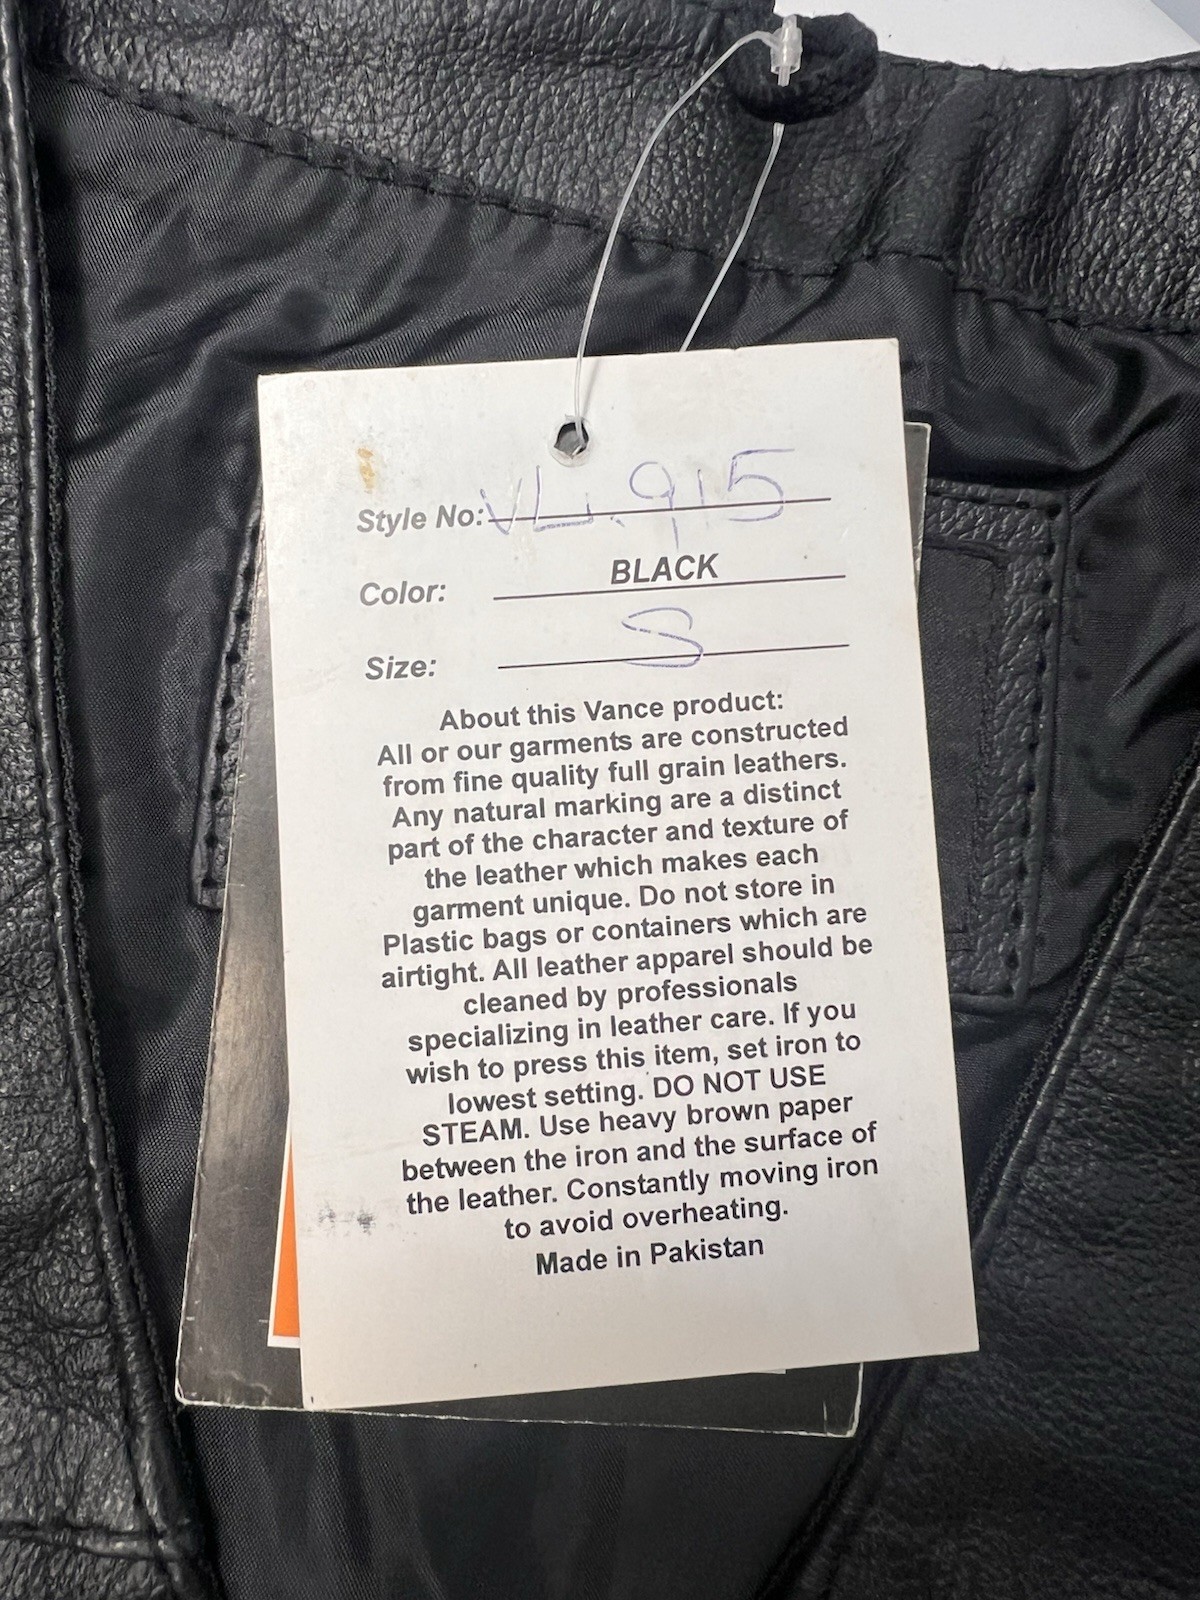 Style No: VL.915
Color: BLACK
Size: S
About this Vance product:
All or our garments are constructed
from fine quality full grain leathers.
Any natural marking are a distinct
part of the character and texture of
the leather which makes each
garment unique. Do not store in
Plastic bags or containers which are
airtight. All leather apparel should be
cleaned by professionals
specializing in leather care. If you
wish to press this item, set iron to
lowest setting. DO NOT USE
STEAM. Use heavy brown paper
between the iron and the surface of
the leather. Constantly moving iron
to avoid overheating.
Made in Pakistan